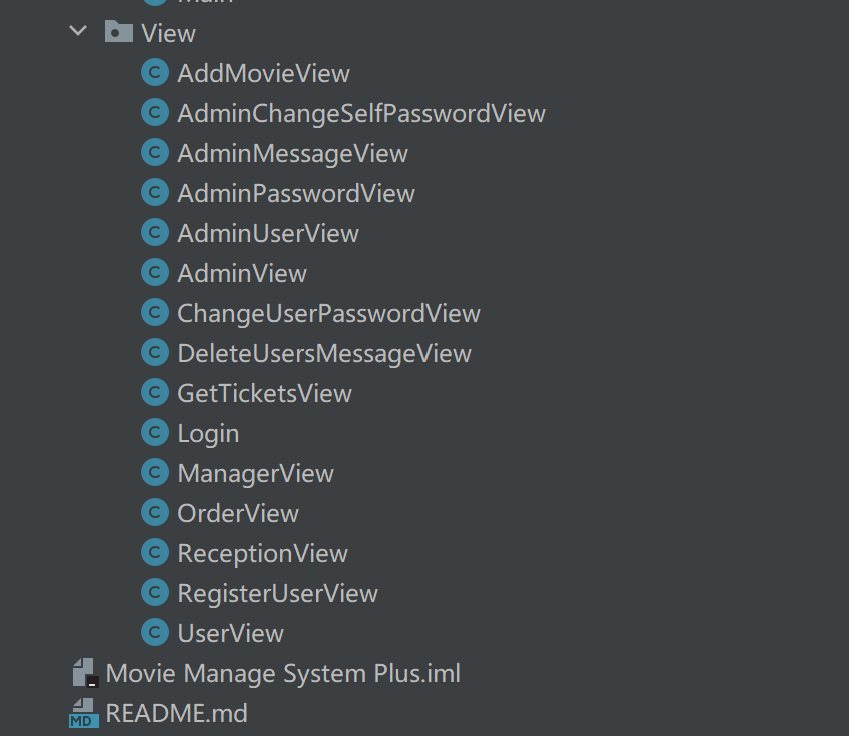 Main
View
C AddMovieView
C AdminChangeSelfPasswordView
C AdminMessageView
C AdminPasswordView
C AdminUserView
C AdminView
C ChangeUserPasswordView
C DeleteUsersMessageView
C GetTicketsView
C Login
C ManagerView
C OrderView
C ReceptionView
C RegisterUserView
C UserView
Movie Manage System Plus.iml
MD README.md